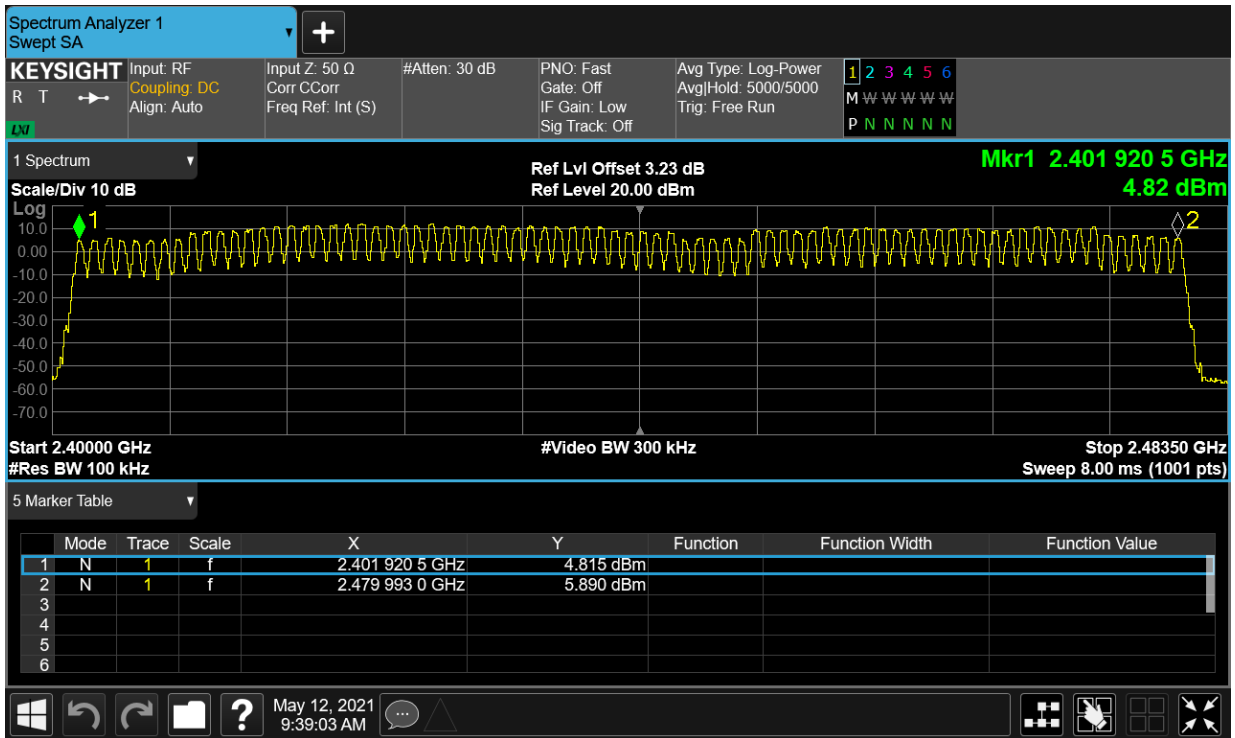 Spectrum Analyzer 1
Swept SA
+
KEYSIGHT
R T
LXI
Input: RF
Coupling: DC
Align: Auto
Input Z: 50 Ω
Corr CCorr
Freq Ref: Int (S)
#Atten: 30 dB
PNO: Fast
Gate: Off
IF Gain: Low
Sig Track: Off
Avg Type: Log-Power
Avg|Hold: 5000/5000
Trig: Free Run
1 2 3 4 5 6
M W W W W W
P N N N N N
1 Spectrum
Scale/Div 10 dB
Ref Lvl Offset 3.23 dB
Ref Level 20.00 dBm
Mkr1 2.401 920 5 GHz
4.82 dBm
Log
1
2
10.0
0.00
-10.0
-20.0
-30.0
-40.0
-50.0
-60.0
-70.0
Start 2.40000 GHz
#Res BW 100 kHz
#Video BW 300 kHz
Stop 2.48350 GHz
Sweep 8.00 ms (1001 pts)
5 Marker Table
Mode Trace Scale X Y Function Function Width Function Value
1 N 1 f 2.401 920 5 GHz 4.815 dBm
2 N 1 f 2.479 993 0 GHz 5.890 dBm
3
4
5
6
?
May 12, 2021
9:39:03 AM